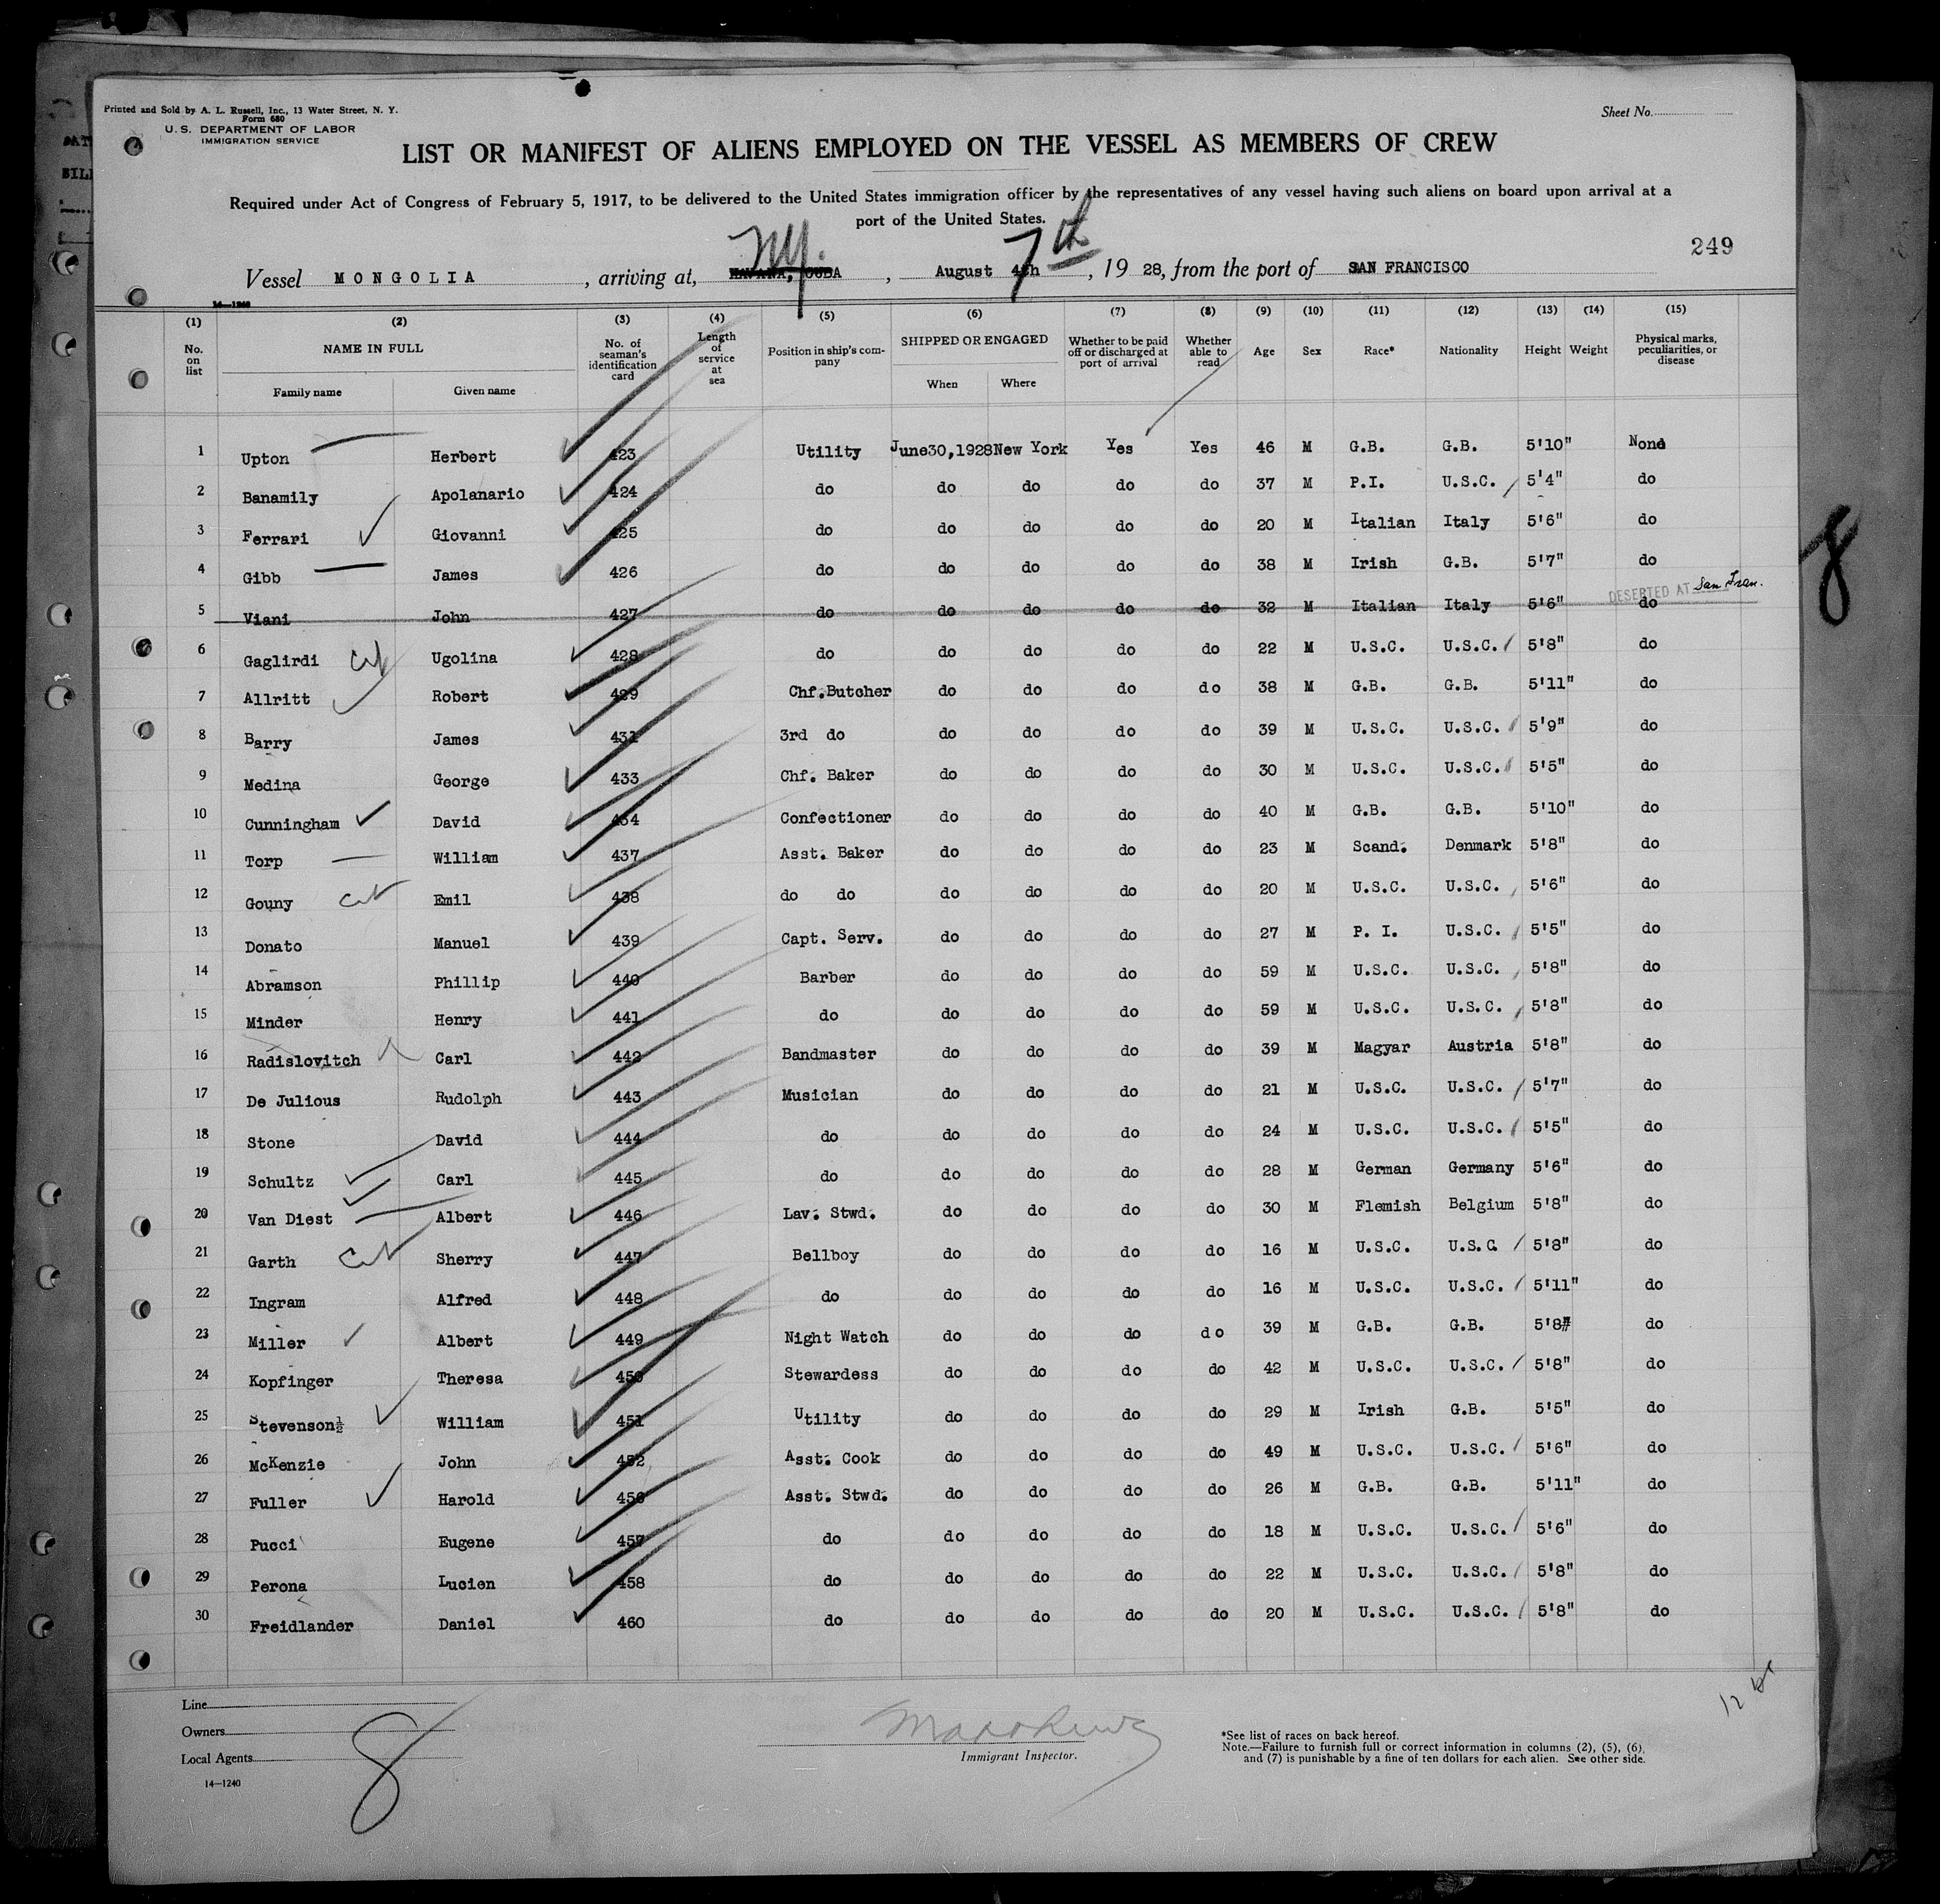 Printed and Sold by A. L. Russell, Inc., 13 Water Street, N. Y.
Form 680
U. S. DEPARTMENT OF LABOR
IMMIGRATION SERVICE
Sheet No.
LIST OR MANIFEST OF ALIENS EMPLOYED ON THE VESSEL AS MEMBERS OF CREW
Required under Act of Congress of February 5, 1917, to be delivered to the United States immigration officer by the representatives of any vessel having such aliens on board upon arrival at a
port of the United States.
249
Vessel MONGOLIA, arriving at, HAVANA, CUBA N.Y., August 4th 7th, 1928, from the port of SAN FRANCISCO
14—1240
(1) (2) (3) (4) (5) (6) (7) (8) (9) (10) (11) (12) (13) (14) (15)
No. on list NAME IN FULL Family name Given name No. of seaman's identification card Length of service at sea Position in ship's company SHIPPED OR ENGAGED When Where Whether to be paid off or discharged at port of arrival Whether able to read Age Sex Race* Nationality Height Weight Physical marks, peculiarities, or disease
1 Upton Herbert 423 Utility June30,1928 New York Yes Yes 46 M G.B. G.B. 5'10" None
2 Banamily Apolanario 424 do do do do do 37 M P.I. U.S.C. 5'4" do
3 Ferrari Giovanni 425 do do do do do 20 M Italian Italy 5'6" do
4 Gibb James 426 do do do do do 38 M Irish G.B. 5'7" do
DESERTED AT San Fran.
5 Viani John 427 do do do do do 32 M Italian Italy 5'6" do
6 Gaglirdi Ugolina 428 do do do do do 22 M U.S.C. U.S.C. 5'8" do
7 Allritt Robert 429 Chf.Butcher do do do do 38 M G.B. G.B. 5'11" do
8 Barry James 431 3rd do do do do do 39 M U.S.C. U.S.C. 5'9" do
9 Medina George 433 Chf. Baker do do do do 30 M U.S.C. U.S.C. 5'5" do
10 Cunningham David 434 Confectioner do do do do 40 M G.B. G.B. 5'10" do
11 Torp William 437 Asst. Baker do do do do 23 M Scand. Denmark 5'8" do
12 Gouny Emil 438 do do do do do do 20 M U.S.C. U.S.C. 5'6" do
13 Donato Manuel 439 Capt. Serv. do do do do 27 M P. I. U.S.C. 5'5" do
14 Abramson Phillip 440 Barber do do do do 59 M U.S.C. U.S.C. 5'8" do
15 Minder Henry 441 do do do do do 59 M U.S.C. U.S.C. 5'8" do
16 Radislovitch Carl 442 Bandmaster do do do do 39 M Magyar Austria 5'8" do
17 De Julious Rudolph 443 Musician do do do do 21 M U.S.C. U.S.C. 5'7" do
18 Stone David 444 do do do do do 24 M U.S.C. U.S.C. 5'5" do
19 Schultz Carl 445 do do do do do 28 M German Germany 5'6" do
20 Van Diest Albert 446 Lav. Stwd. do do do do 30 M Flemish Belgium 5'8" do
21 Garth Sherry 447 Bellboy do do do do 16 M U.S.C. U.S.C. 5'8" do
22 Ingram Alfred 448 do do do do do 16 M U.S.C. U.S.C. 5'11" do
23 Miller Albert 449 Night Watch do do do do 39 M G.B. G.B. 5'8" do
24 Kopfinger Theresa 450 Stewardess do do do do 42 M U.S.C. U.S.C. 5'8" do
25 Stevenson½ William 451 Utility do do do do 29 M Irish G.B. 5'5" do
26 McKenzie John 452 Asst. Cook do do do do 49 M U.S.C. U.S.C. 5'6" do
27 Fuller Harold 456 Asst. Stwd. do do do do 26 M G.B. G.B. 5'11" do
28 Pucci Eugene 457 do do do do do 18 M U.S.C. U.S.C. 5'6" do
29 Perona Lucien 458 do do do do do 22 M U.S.C. U.S.C. 5'8" do
30 Freidlander Daniel 460 do do do do do 20 M U.S.C. U.S.C. 5'8" do
8
Line
Owners
Local Agents
14—1240
8
Immigrant Inspector.
*See list of races on back hereof.
Note.—Failure to furnish full or correct information in columns (2), (5), (6),
and (7) is punishable by a fine of ten dollars for each alien. See other side.